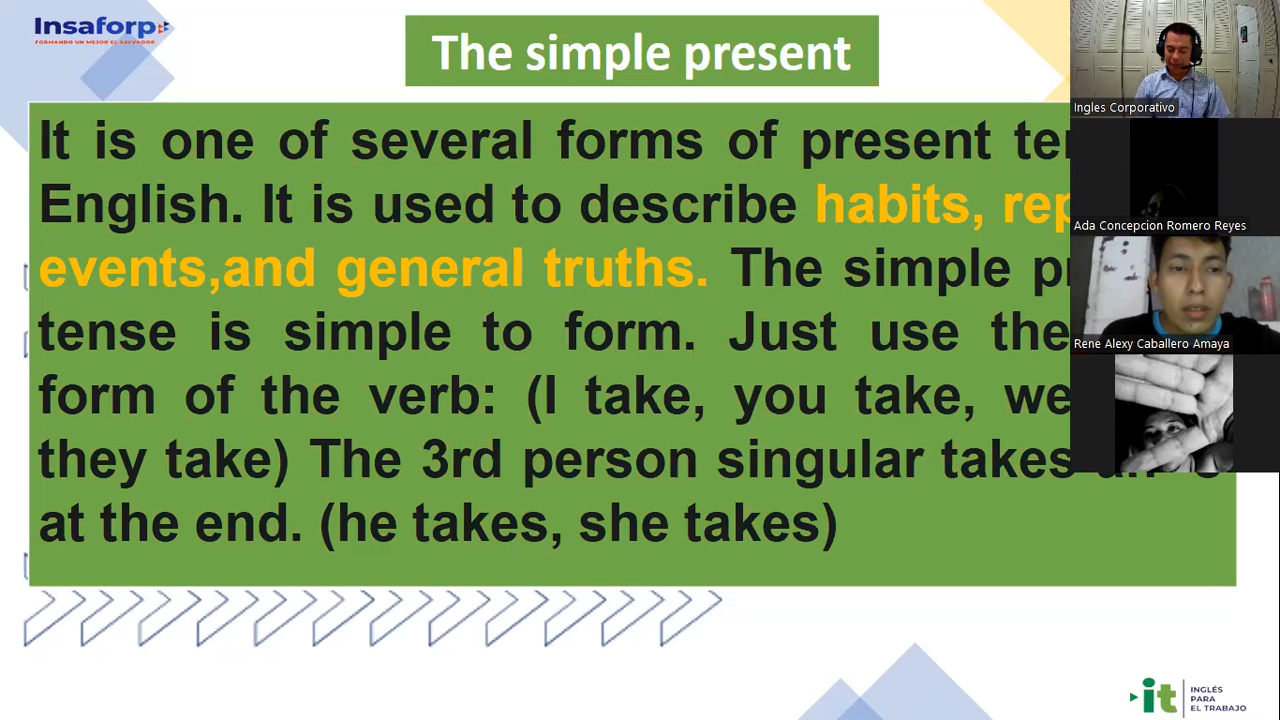 Insaforp
FORMANDO UN MEJOR EL SALVADOR
The simple present
It is one of several forms of present
English. It is used to describe habits,
events,and general truths. The simple
tense is simple to form. Just use the
form of the verb: (I take, you take, we
they take) The 3rd person singular takes
at the end. (he takes, she takes)
Ingles Corporativo
Ada Concepcion Romero Reyes
Rene Alexy Caballero Amaya
it
INGLÉS
PARA
EL TRABAJO